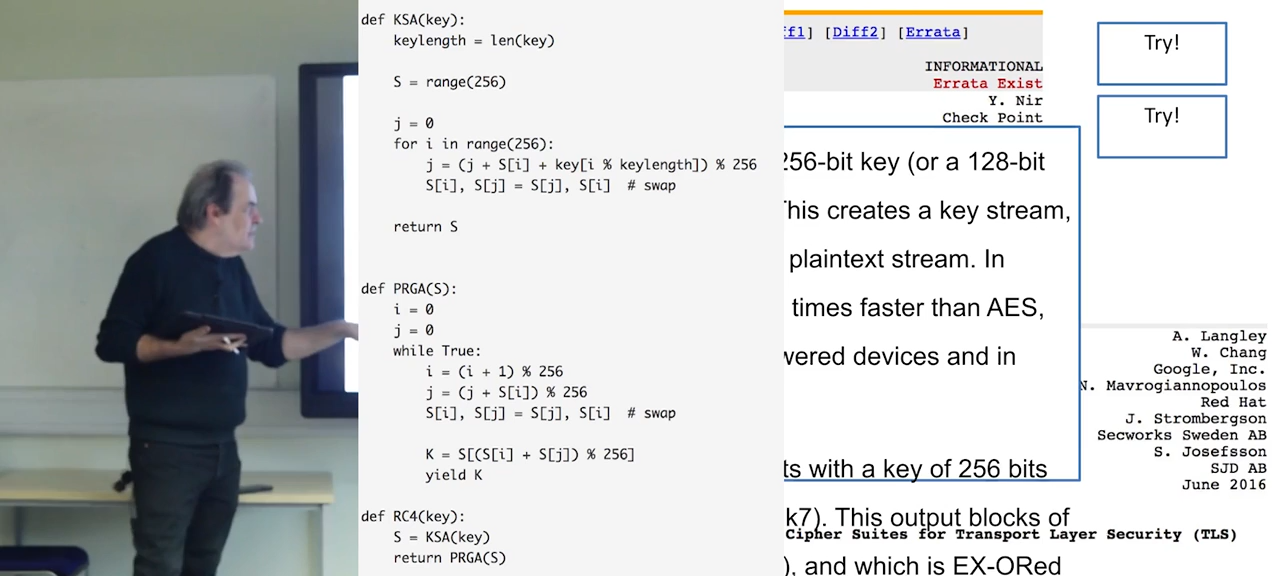 def KSA(key):
keylength = len(key)
S = range(256)
j = 0
for i in range(256):
j = (j + S[i] + key[i % keylength]) % 256
S[i], S[j] = S[j], S[i]  # swap
return S
def PRGA(S):
i = 0
j = 0
while True:
i = (i + 1) % 256
j = (j + S[i]) % 256
S[i], S[j] = S[j], S[i]  # swap
K = S[(S[i] + S[j]) % 256]
yield K
def RC4(key):
S = KSA(key)
return PRGA(S)
ff1] [Diff2] [Errata]
INFORMATIONAL
Errata Exist
Y. Nir
Check Point
256-bit key (or a 128-bit
This creates a key stream,
plaintext stream. In
times faster than AES,
wered devices and in
ts with a key of 256 bits
k7). This output blocks of
Cipher Suites for Transport Layer Security (TLS)
), and which is EX-ORed
Try!
Try!
A. Langley
W. Chang
Google, Inc.
N. Mavrogiannopoulos
Red Hat
J. Strombergson
Secworks Sweden AB
S. Josefsson
SJD AB
June 2016